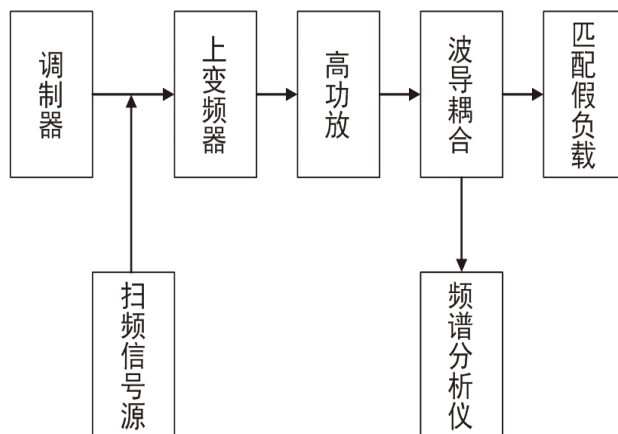 调制器
上变频器
高功放
波导耦合
匹配假负载
扫频信号源
频谱分析仪